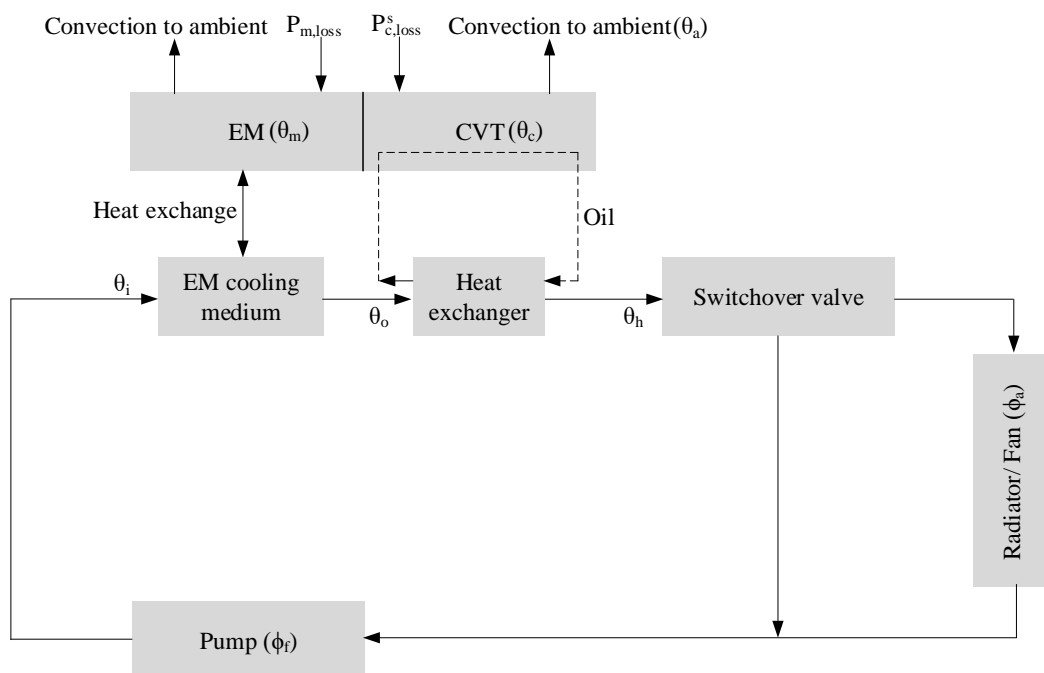 Convection to ambient
P_m,loss
P^s_c,loss
Convection to ambient(θ_a)
EM (θ_m)
CVT (θ_c)
Heat exchange
Oil
θ_i
EM cooling
medium
θ_o
Heat
exchanger
θ_h
Switchover valve
Radiator/ Fan (ϕ_a)
Pump (ϕ_f)